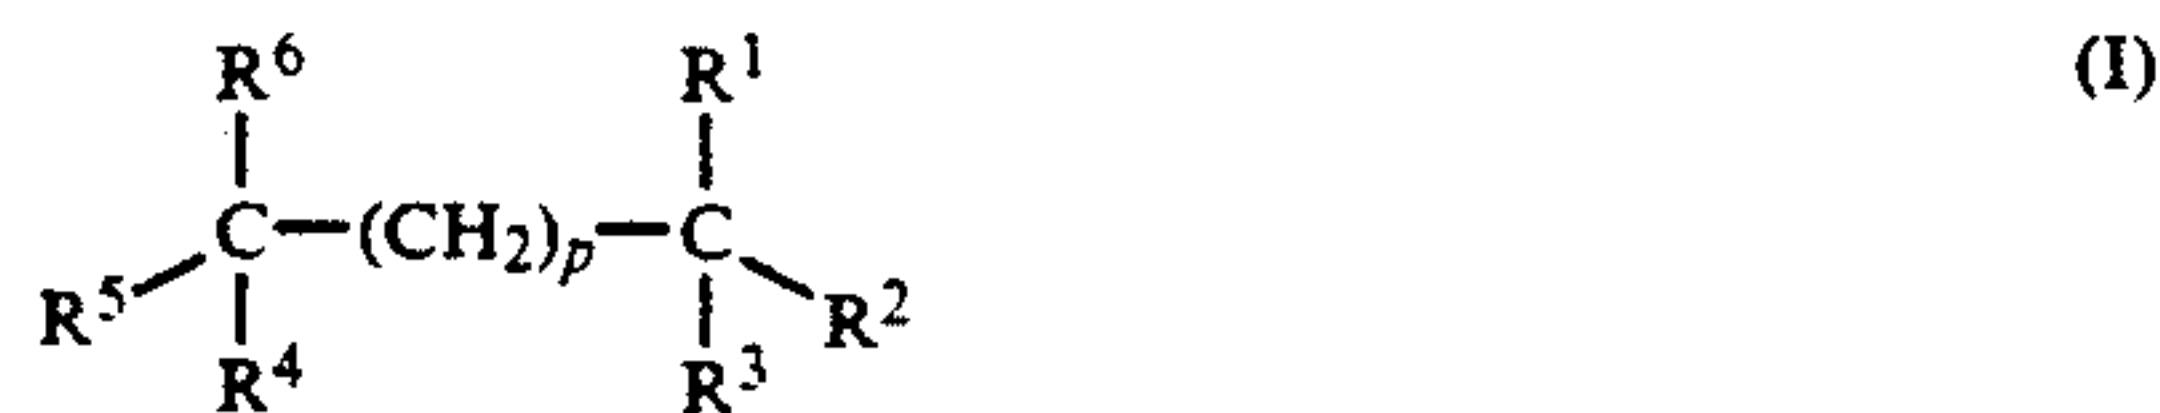 R⁶ R¹ (I)
C—(CH₂)ₚ—C
R⁵ R²
R⁴ R³